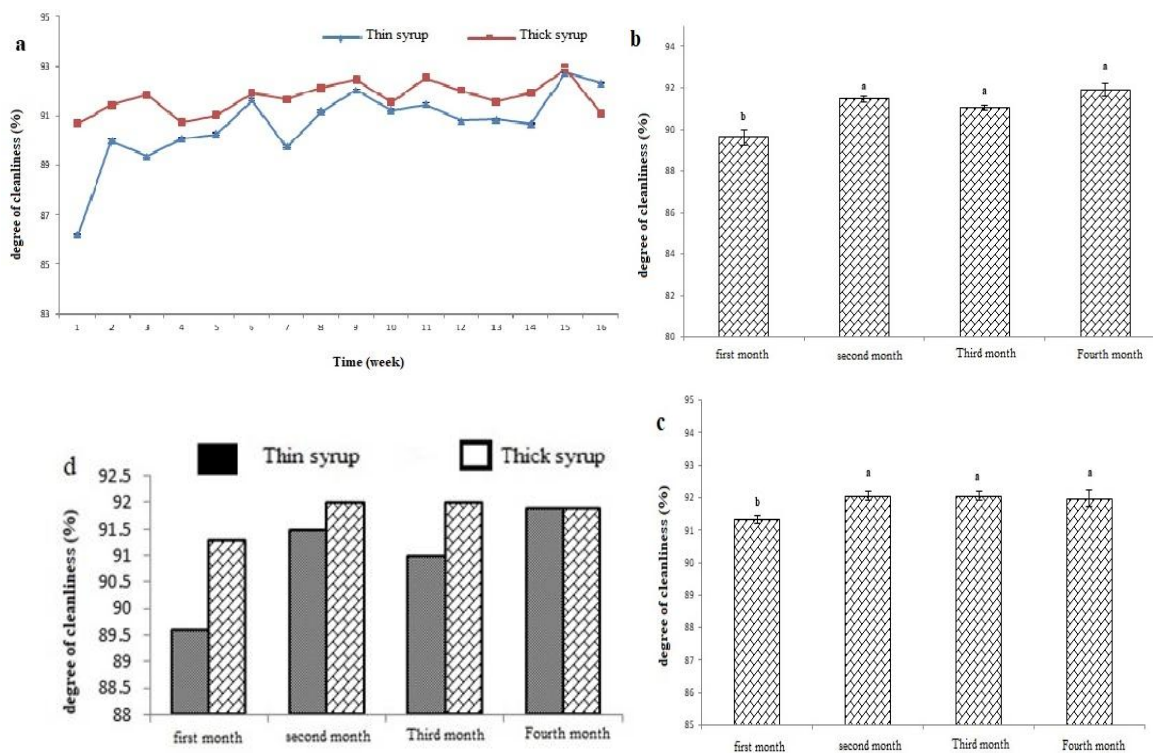 a
Thin syrup
Thick syrup
degree of cleanliness (%)
95
93
91
89
87
85
83
1 2 3 4 5 6 7 8 9 10 11 12 13 14 15 16
Time (week)
b
degree of cleanliness (%)
94
92
90
88
86
84
82
80
b a a a
first month second month Third month Fourth month
d
Thin syrup
Thick syrup
degree of cleanliness (%)
92.5
92
91.5
91
90.5
90
89.5
89
88.5
88
first month second month Third month Fourth month
c
degree of cleanliness (%)
95
94
93
92
91
90
89
88
87
86
85
b a a a
first month second month Third month Fourth month